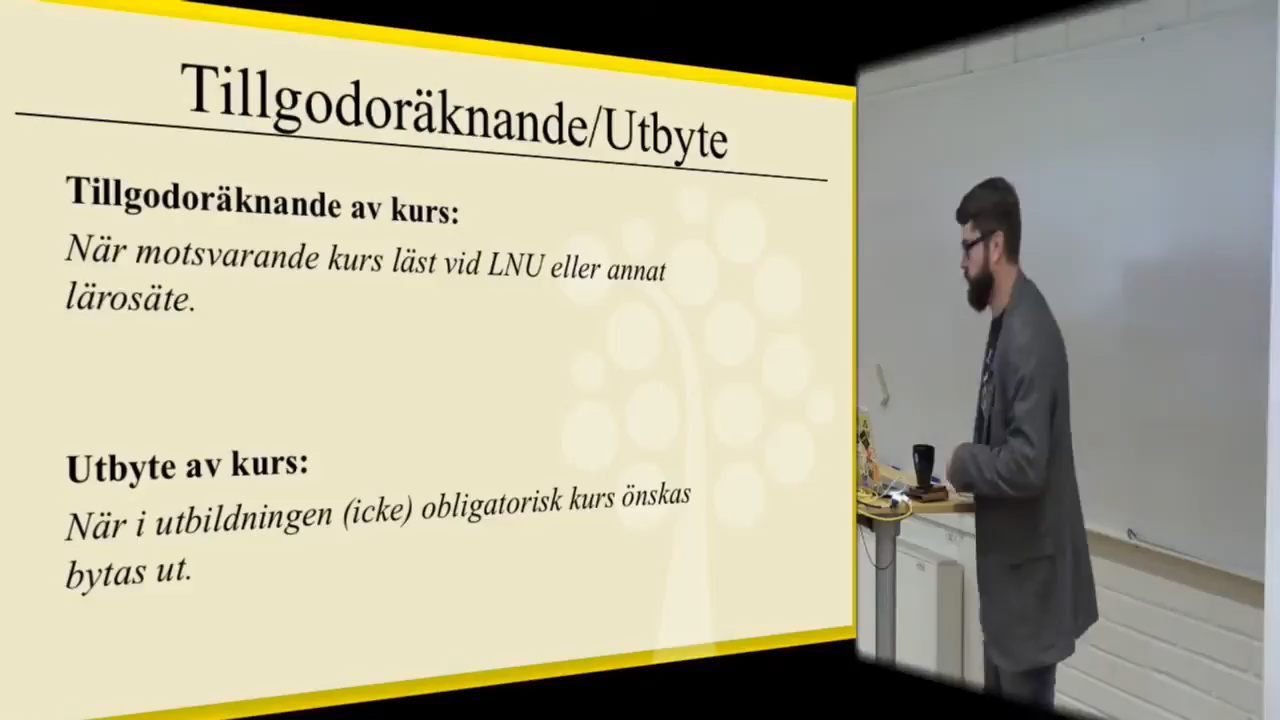 Tillgodoräknande/Utbyte
Tillgodoräknande av kurs:
När motsvarande kurs läst vid LNU eller annat
lärosäte.
Utbyte av kurs:
När i utbildningen (icke) obligatorisk kurs önskas
bytas ut.